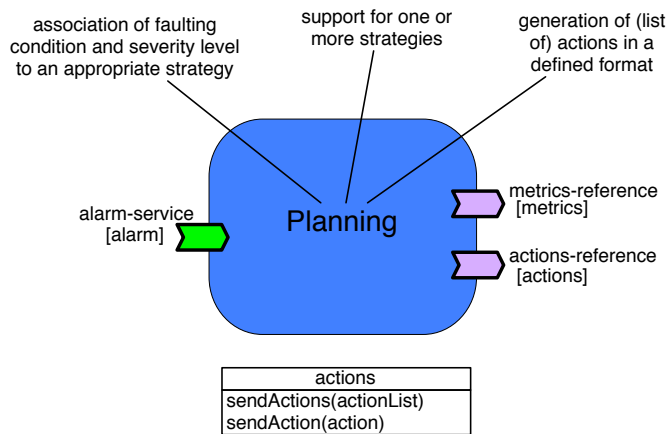 association of faulting
condition and severity level
to an appropriate strategy
support for one or
more strategies
generation of (list
of) actions in a
defined format
alarm-service
[alarm]
Planning
metrics-reference
[metrics]
actions-reference
[actions]
actions
sendActions(actionList)
sendAction(action)